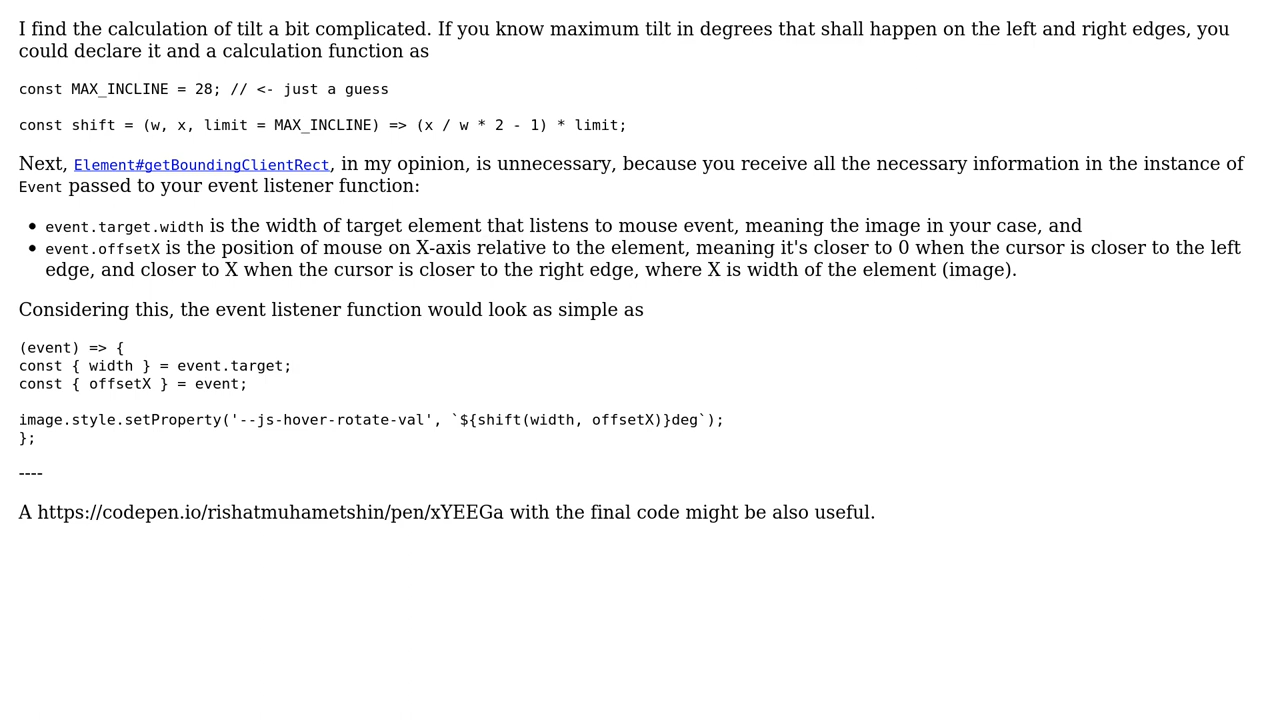 I find the calculation of tilt a bit complicated. If you know maximum tilt in degrees that shall happen on the left and right edges, you
could declare it and a calculation function as
const MAX_INCLINE = 28; // <- just a guess
const shift = (w, x, limit = MAX_INCLINE) => (x / w * 2 - 1) * limit;
Next, Element#getBoundingClientRect, in my opinion, is unnecessary, because you receive all the necessary information in the instance of
Event passed to your event listener function:
• event.target.width is the width of target element that listens to mouse event, meaning the image in your case, and
• event.offsetX is the position of mouse on X-axis relative to the element, meaning it's closer to 0 when the cursor is closer to the left
edge, and closer to X when the cursor is closer to the right edge, where X is width of the element (image).
Considering this, the event listener function would look as simple as
(event) => {
const { width } = event.target;
const { offsetX } = event;
image.style.setProperty('--js-hover-rotate-val', `${shift(width, offsetX)}deg`);
};
----
A https://codepen.io/rishatmuhametshin/pen/xYEEGa with the final code might be also useful.